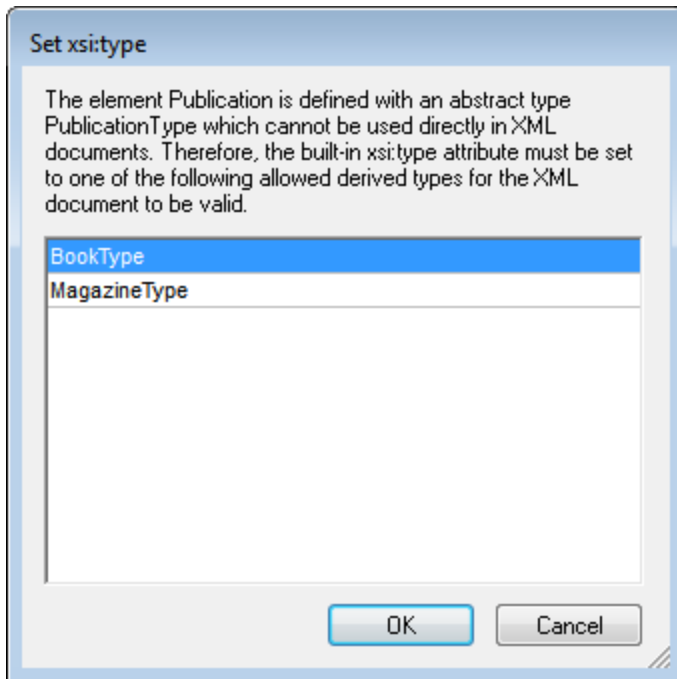 Set xsi:type
The element Publication is defined with an abstract type
PublicationType which cannot be used directly in XML
documents. Therefore, the built-in xsi:type attribute must be set
to one of the following allowed derived types for the XML
document to be valid.
BookType
MagazineType
OK
Cancel